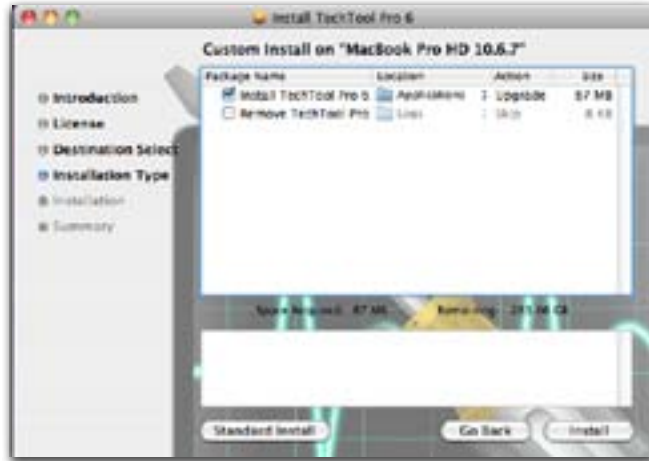 Install TechTool Pro 6
Custom Install on "MacBook Pro HD 10.6.7"
Package Name Location Action Size
Install TechTool Pro 6 Applications Upgrade 67 MB
Remove TechTool Pro Skip
Introduction
License
Destination Select
Installation Type
Installation
Summary
Space Required: 67 MB Remaining:
Standard Install Go Back Install